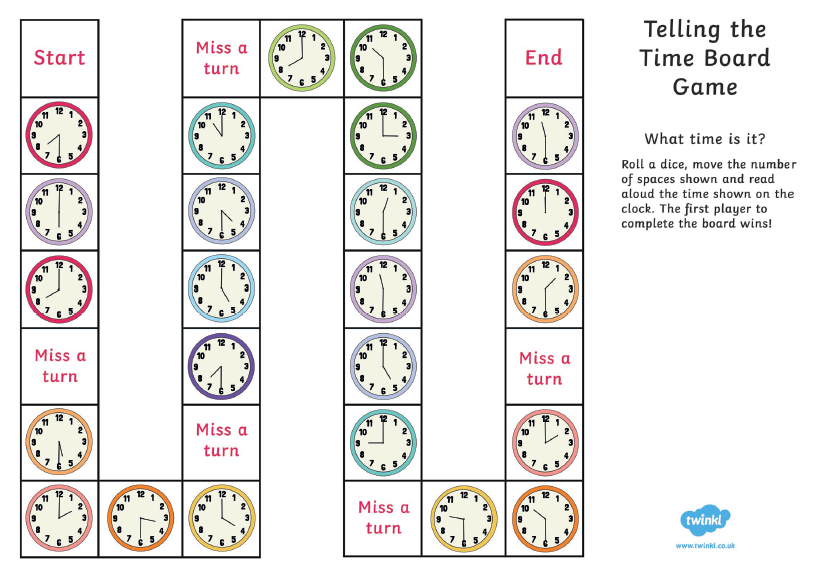 Start
Miss a
turn
End
Telling the
Time Board
Game
What time is it?
Roll a dice, move the number
of spaces shown and read
aloud the time shown on the
clock. The first player to
complete the board wins!
Miss a
turn
Miss a
turn
Miss a
turn
Miss a
turn
twinkl
www.twinkl.co.uk